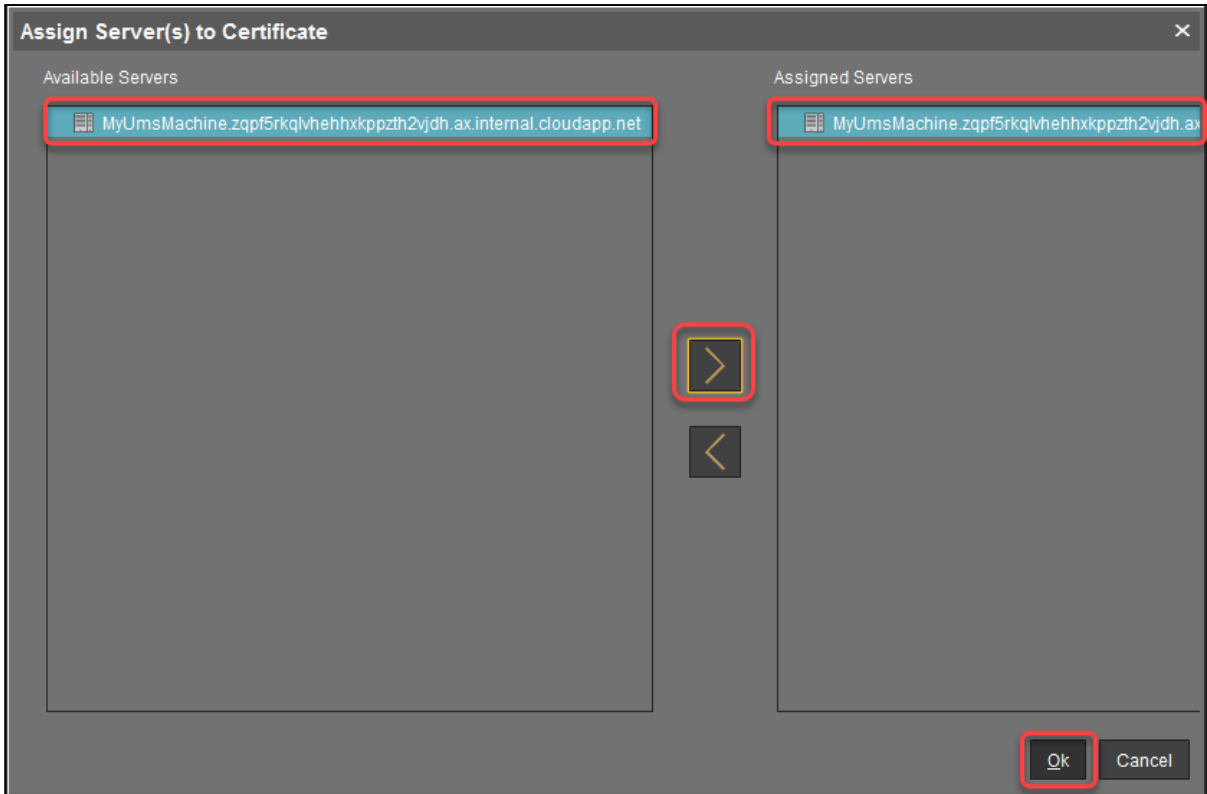 Assign Server(s) to Certificate
Available Servers
Assigned Servers
MyUmsMachine.zqpf5rkqlvhehhxkppzth2vjdh.ax.internal.cloudapp.net
MyUmsMachine.zqpf5rkqlvhehhxkppzth2vjdh.ax
Ok
Cancel